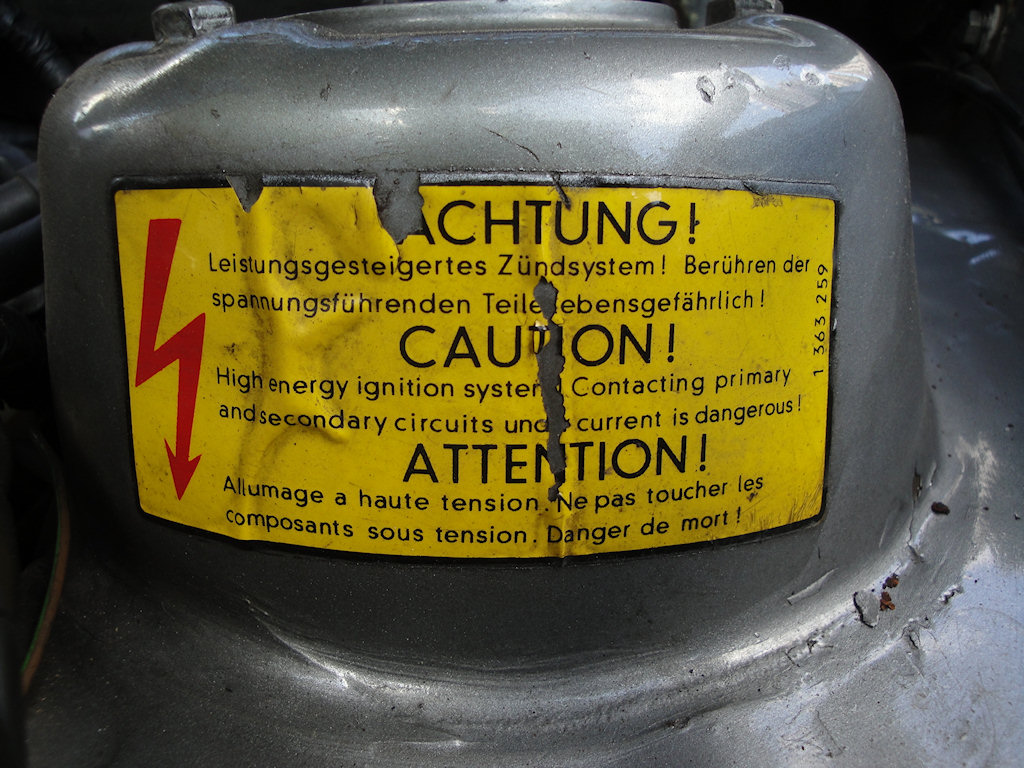 ACHTUNG!
Leistungsgesteigertes Zündsystem! Berühren der
spannungsführenden Teile lebensgefährlich!
CAUTION!
High energy ignition system Contacting primary
and secondary circuits under current is dangerous!
ATTENTION!
Allumage a haute tension. Ne pas toucher les
composants sous tension. Danger de mort!
1 363 259